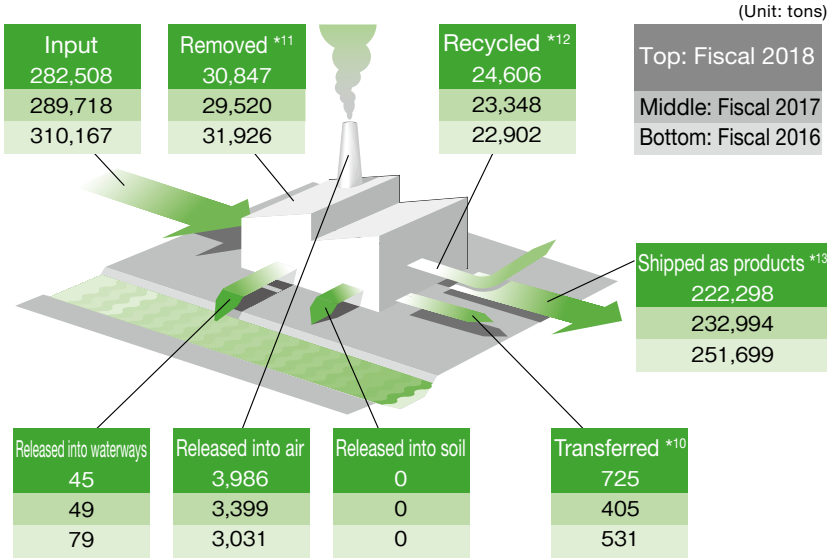 (Unit: tons)
Input
282,508
289,718
310,167
Removed *11
30,847
29,520
31,926
Recycled *12
24,606
23,348
22,902
Top: Fiscal 2018
Middle: Fiscal 2017
Bottom: Fiscal 2016
Shipped as products *13
222,298
232,994
251,699
Released into waterways
45
49
79
Released into air
3,986
3,399
3,031
Released into soil
0
0
0
Transferred *10
725
405
531